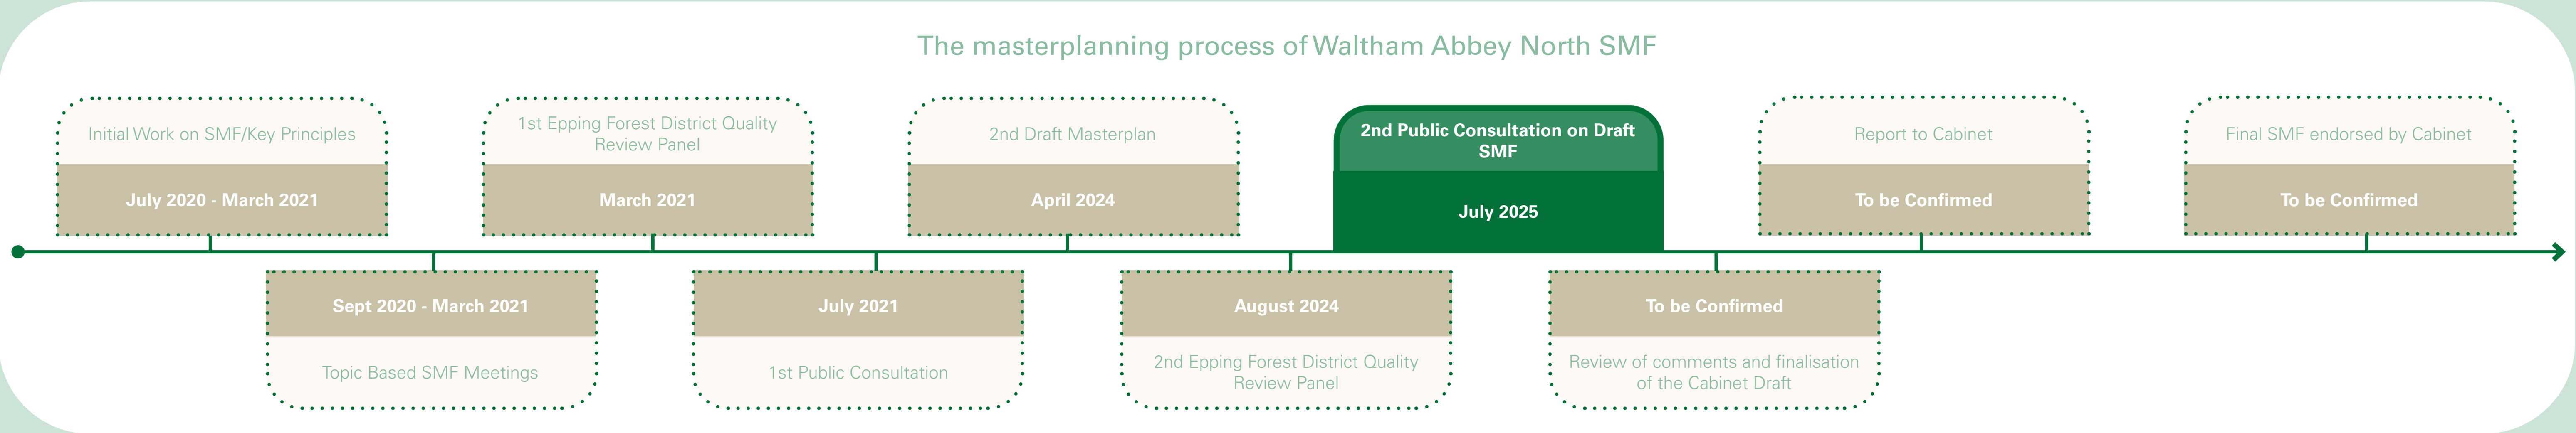 The masterplanning process of Waltham Abbey North SMF
Initial Work on SMF/Key Principles
July 2020 - March 2021
Sept 2020 - March 2021
Topic Based SMF Meetings
1st Epping Forest District Quality
Review Panel
March 2021
July 2021
1st Public Consultation
2nd Draft Masterplan
April 2024
August 2024
2nd Epping Forest District Quality
Review Panel
2nd Public Consultation on Draft
SMF
July 2025
To be Confirmed
Review of comments and finalisation
of the Cabinet Draft
Report to Cabinet
To be Confirmed
Final SMF endorsed by Cabinet
To be Confirmed